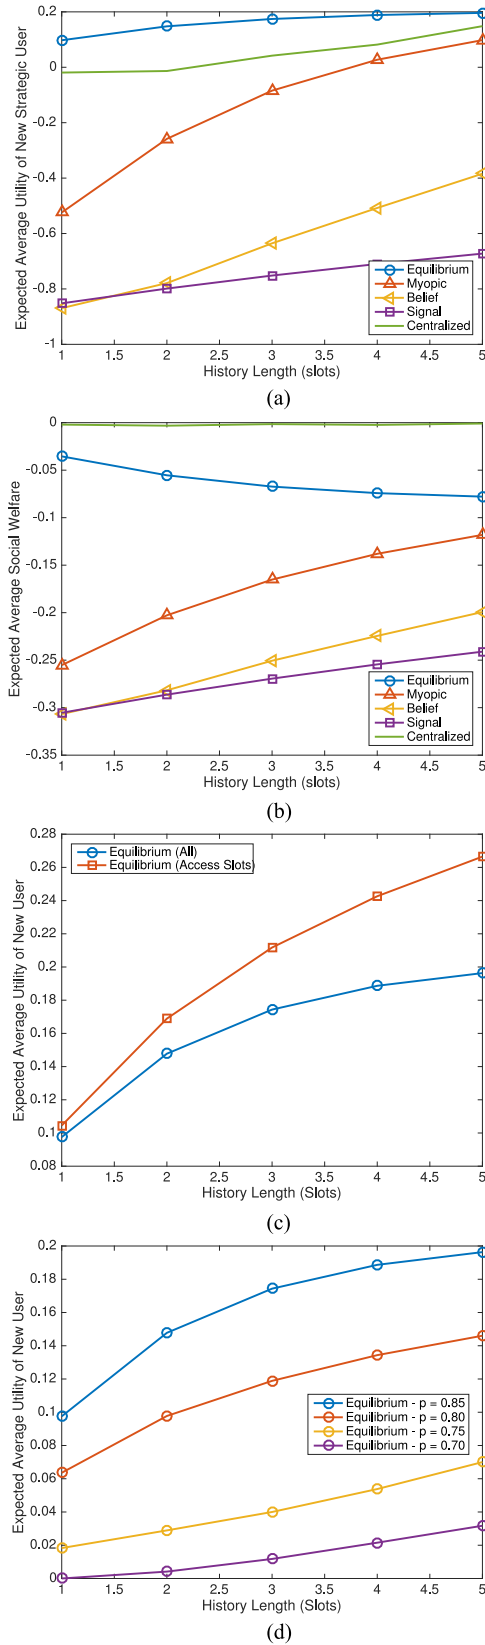 Expected Average Utility of New Strategic User
0.2
0
-0.2
-0.4
-0.6
-0.8
-1
Equilibrium
Myopic
Belief
Signal
Centralized
1 1.5 2 2.5 3 3.5 4 4.5 5
History Length (slots)
(a)
Expected Average Social Welfare
0
-0.05
-0.1
-0.15
-0.2
-0.25
-0.3
-0.35
Equilibrium
Myopic
Belief
Signal
Centralized
1 1.5 2 2.5 3 3.5 4 4.5 5
History Length (slots)
(b)
Expected Average Utility of New User
0.28
0.26
0.24
0.22
0.2
0.18
0.16
0.14
0.12
0.1
0.08
Equilibrium (All)
Equilibrium (Access Slots)
1 1.5 2 2.5 3 3.5 4 4.5 5
History Length (Slots)
(c)
Expected Average Utility of New User
0.2
0.18
0.16
0.14
0.12
0.1
0.08
0.06
0.04
0.02
0
Equilibrium - p = 0.85
Equilibrium - p = 0.80
Equilibrium - p = 0.75
Equilibrium - p = 0.70
1 1.5 2 2.5 3 3.5 4 4.5 5
History Length (Slots)
(d)